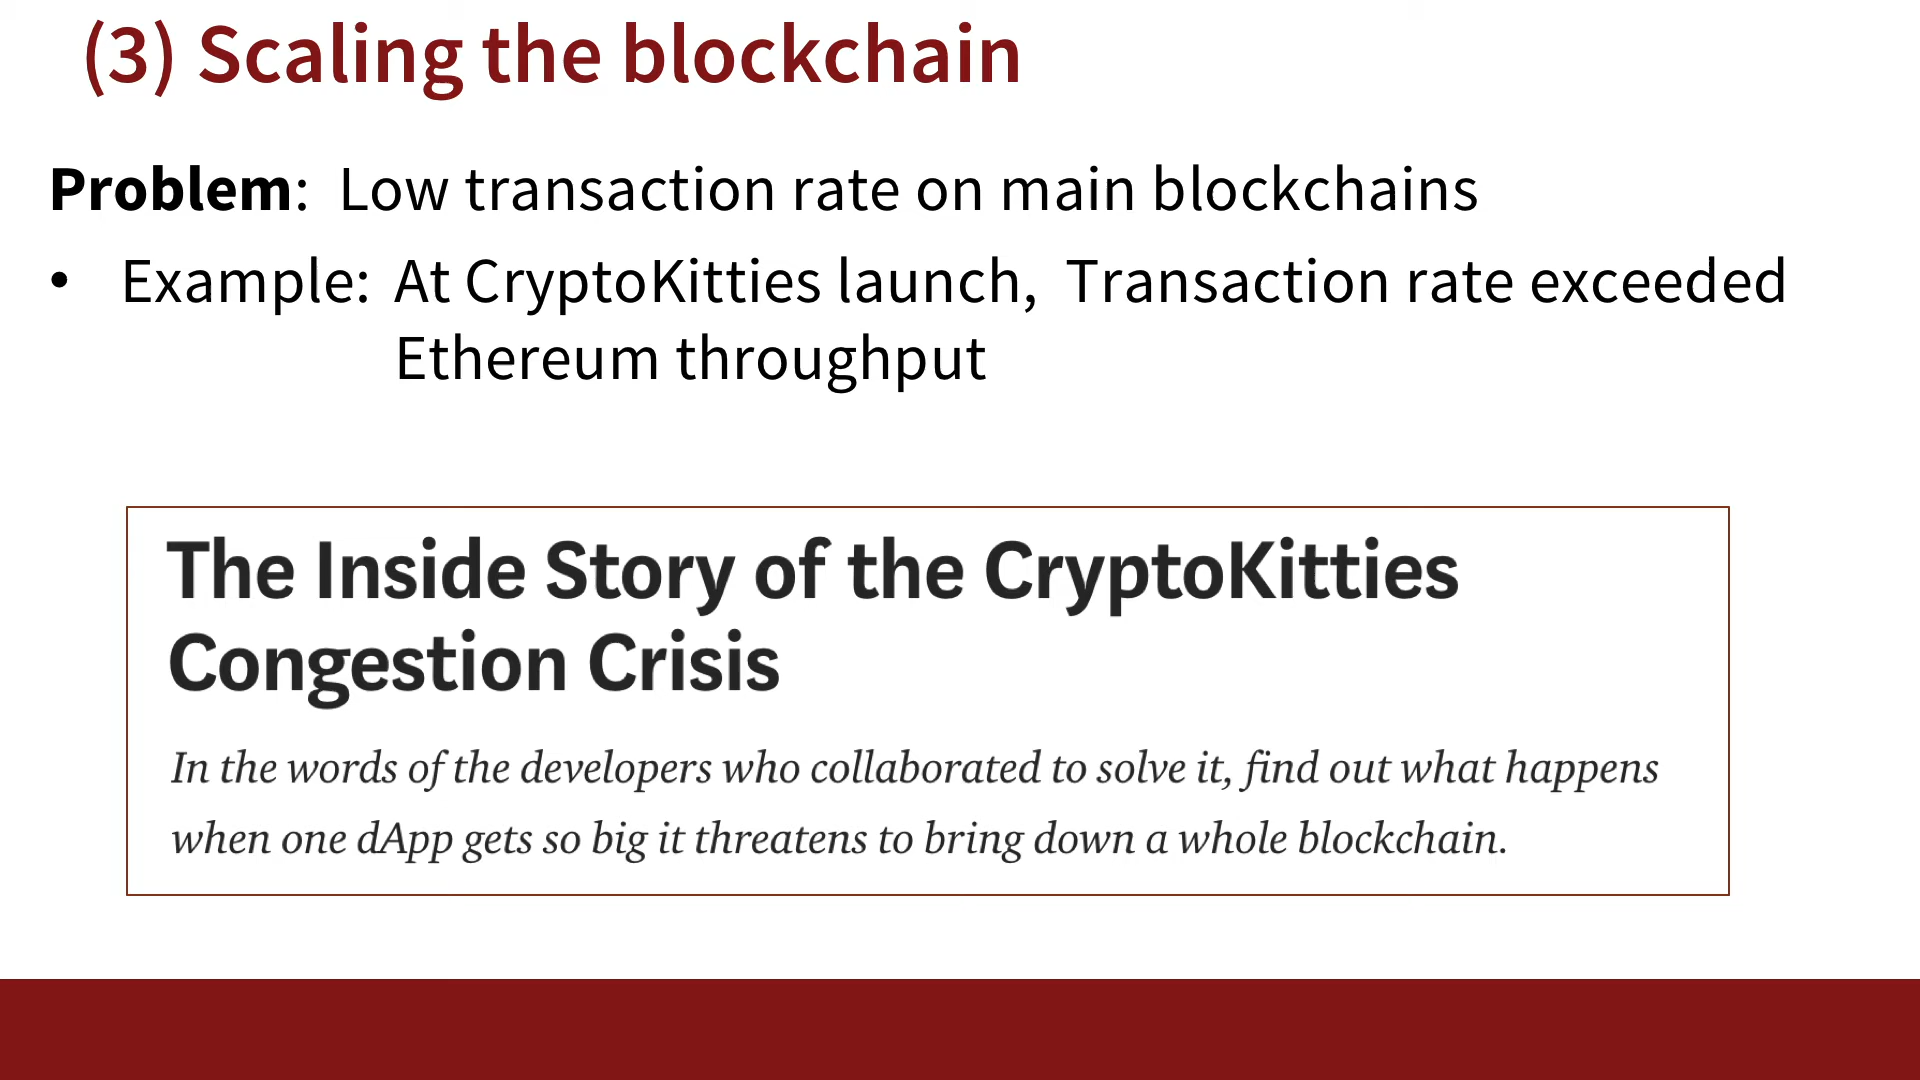 (3) Scaling the blockchain
Problem: Low transaction rate on main blockchains
• Example: At CryptoKitties launch, Transaction rate exceeded
Ethereum throughput
The Inside Story of the CryptoKitties
Congestion Crisis
In the words of the developers who collaborated to solve it, find out what happens
when one dApp gets so big it threatens to bring down a whole blockchain.